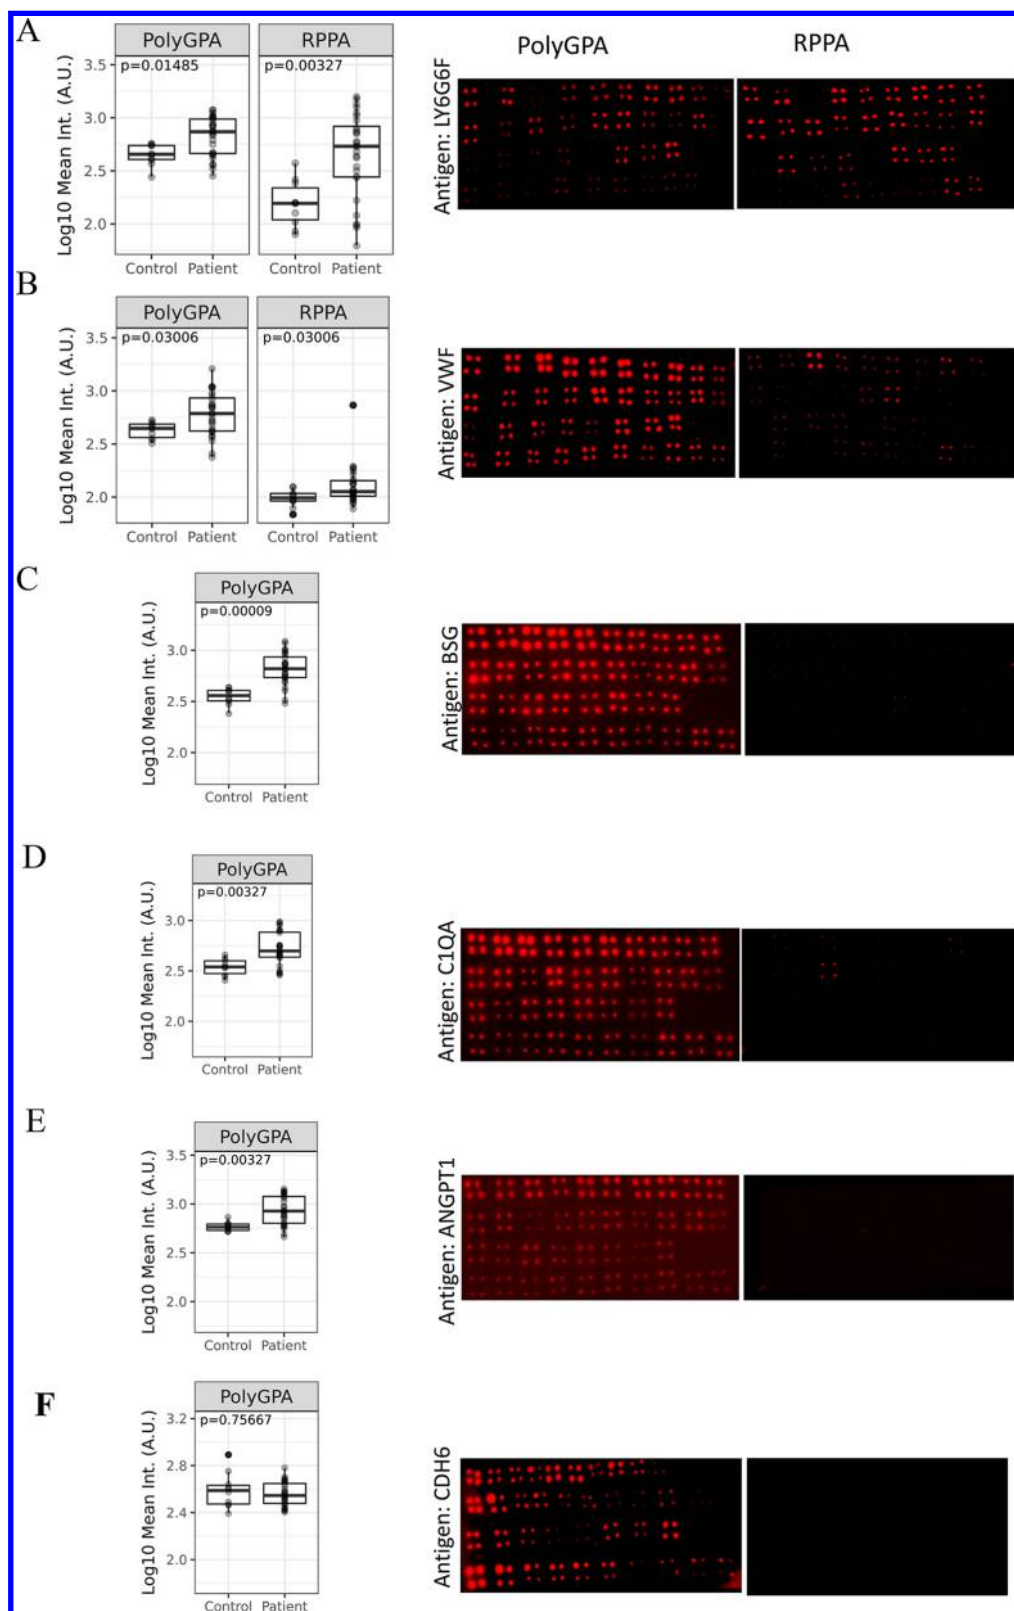 A
PolyGPA RPPA
p=0.01485 p=0.00327
Log10 Mean Int. (A.U.)
3.5
3.0
2.5
2.0
Control Patient Control Patient
PolyGPA RPPA
Antigen: LY6G6F
B
PolyGPA RPPA
p=0.03006 p=0.03006
Log10 Mean Int. (A.U.)
3.5
3.0
2.5
2.0
Control Patient Control Patient
Antigen: VWF
C
PolyGPA
p=0.00009
Log10 Mean Int. (A.U.)
3.0
2.5
2.0
Control Patient
Antigen: BSG
D
PolyGPA
p=0.00327
Log10 Mean Int. (A.U.)
3.0
2.5
2.0
Control Patient
Antigen: C1QA
E
PolyGPA
p=0.00327
Log10 Mean Int. (A.U.)
3.5
3.0
2.5
2.0
Control Patient
Antigen: ANGPT1
F
PolyGPA
p=0.75667
Log10 Mean Int. (A.U.)
3.2
2.8
2.4
2.0
Control Patient
Antigen: CDH6